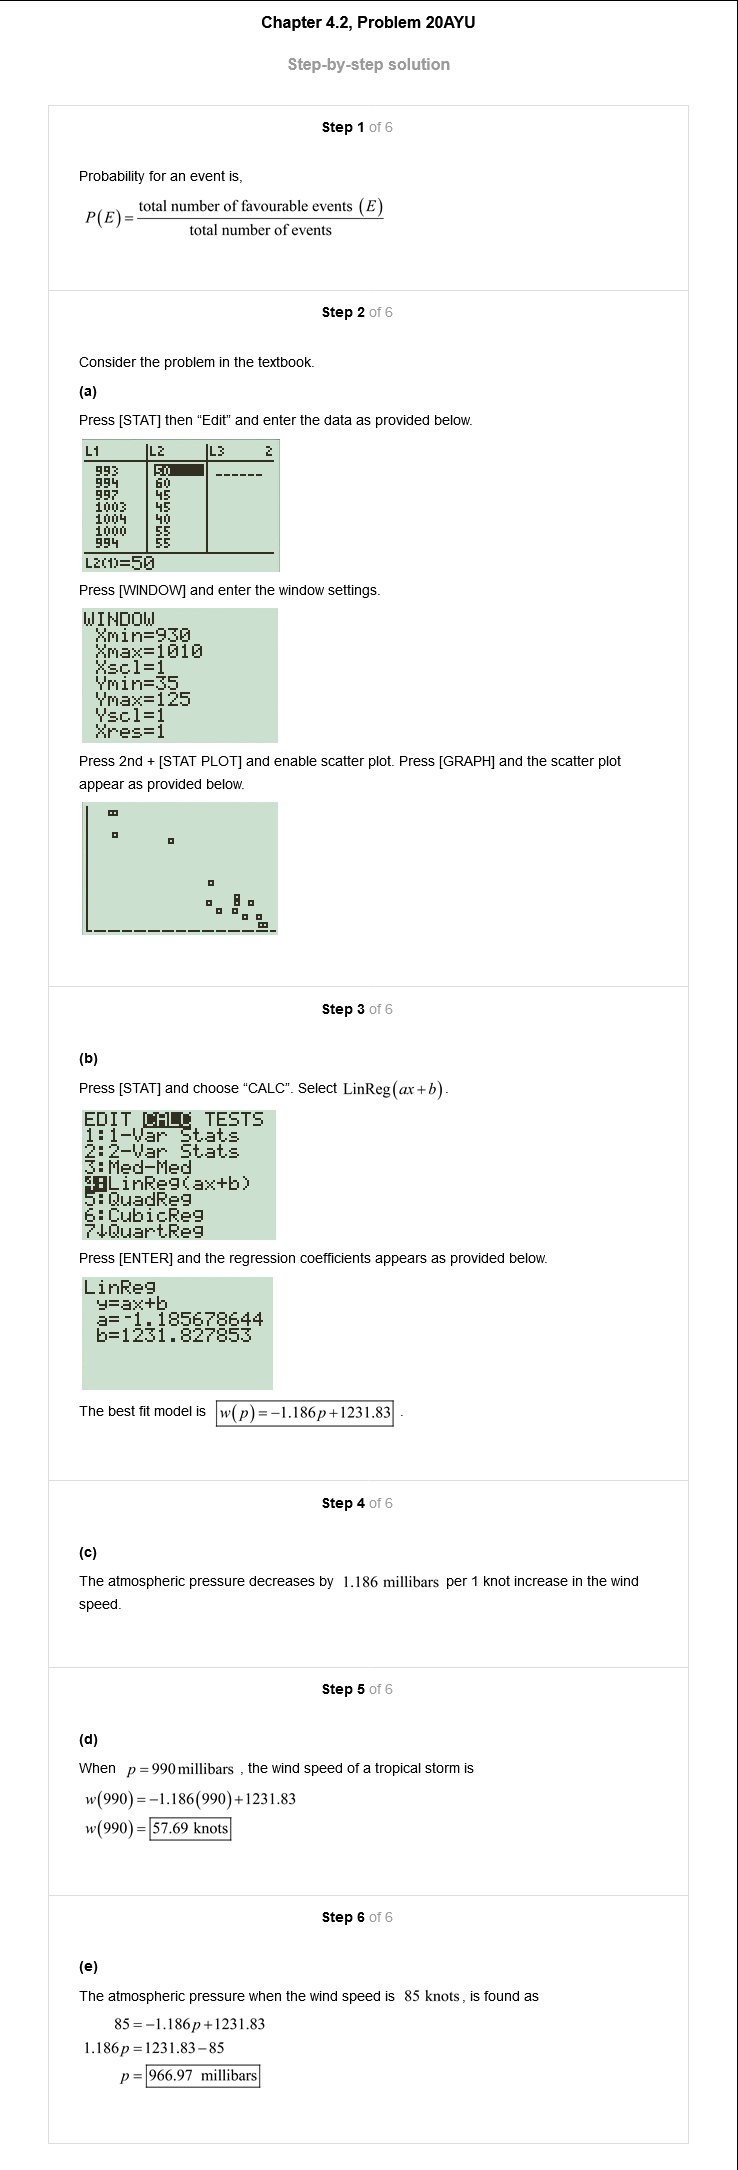 Chapter 4.2, Problem 20AYU
Step-by-step solution
Step 1 of 6
Probability for an event is,
P(E) = total number of favourable events (E) / total number of events
Step 2 of 6
Consider the problem in the textbook.
(a)
Press [STAT] then “Edit” and enter the data as provided below.
L1 L2 L3 2
993 50 ------
994 60
997 45
1003 45
1004 40
1000 55
994 55
L2(1)=50
Press [WINDOW] and enter the window settings.
WINDOW
Xmin=930
Xmax=1010
Xscl=1
Ymin=35
Ymax=125
Yscl=1
Xres=1
Press 2nd + [STAT PLOT] and enable scatter plot. Press [GRAPH] and the scatter plot
appear as provided below.
Step 3 of 6
(b)
Press [STAT] and choose “CALC”. Select LinReg(ax+b).
EDIT CALC TESTS
1:1-Var Stats
2:2-Var Stats
3:Med-Med
4:LinReg(ax+b)
5:QuadReg
6:CubicReg
7↓QuartReg
Press [ENTER] and the regression coefficients appears as provided below.
LinReg
y=ax+b
a=-1.185678644
b=1231.827853
The best fit model is w(p)=−1.186p+1231.83 .
Step 4 of 6
(c)
The atmospheric pressure decreases by 1.186 millibars per 1 knot increase in the wind
speed.
Step 5 of 6
(d)
When p = 990 millibars , the wind speed of a tropical storm is
w(990) = −1.186(990)+1231.83
w(990) = 57.69 knots
Step 6 of 6
(e)
The atmospheric pressure when the wind speed is 85 knots, is found as
85 = −1.186p+1231.83
1.186p = 1231.83−85
p = 966.97 millibars